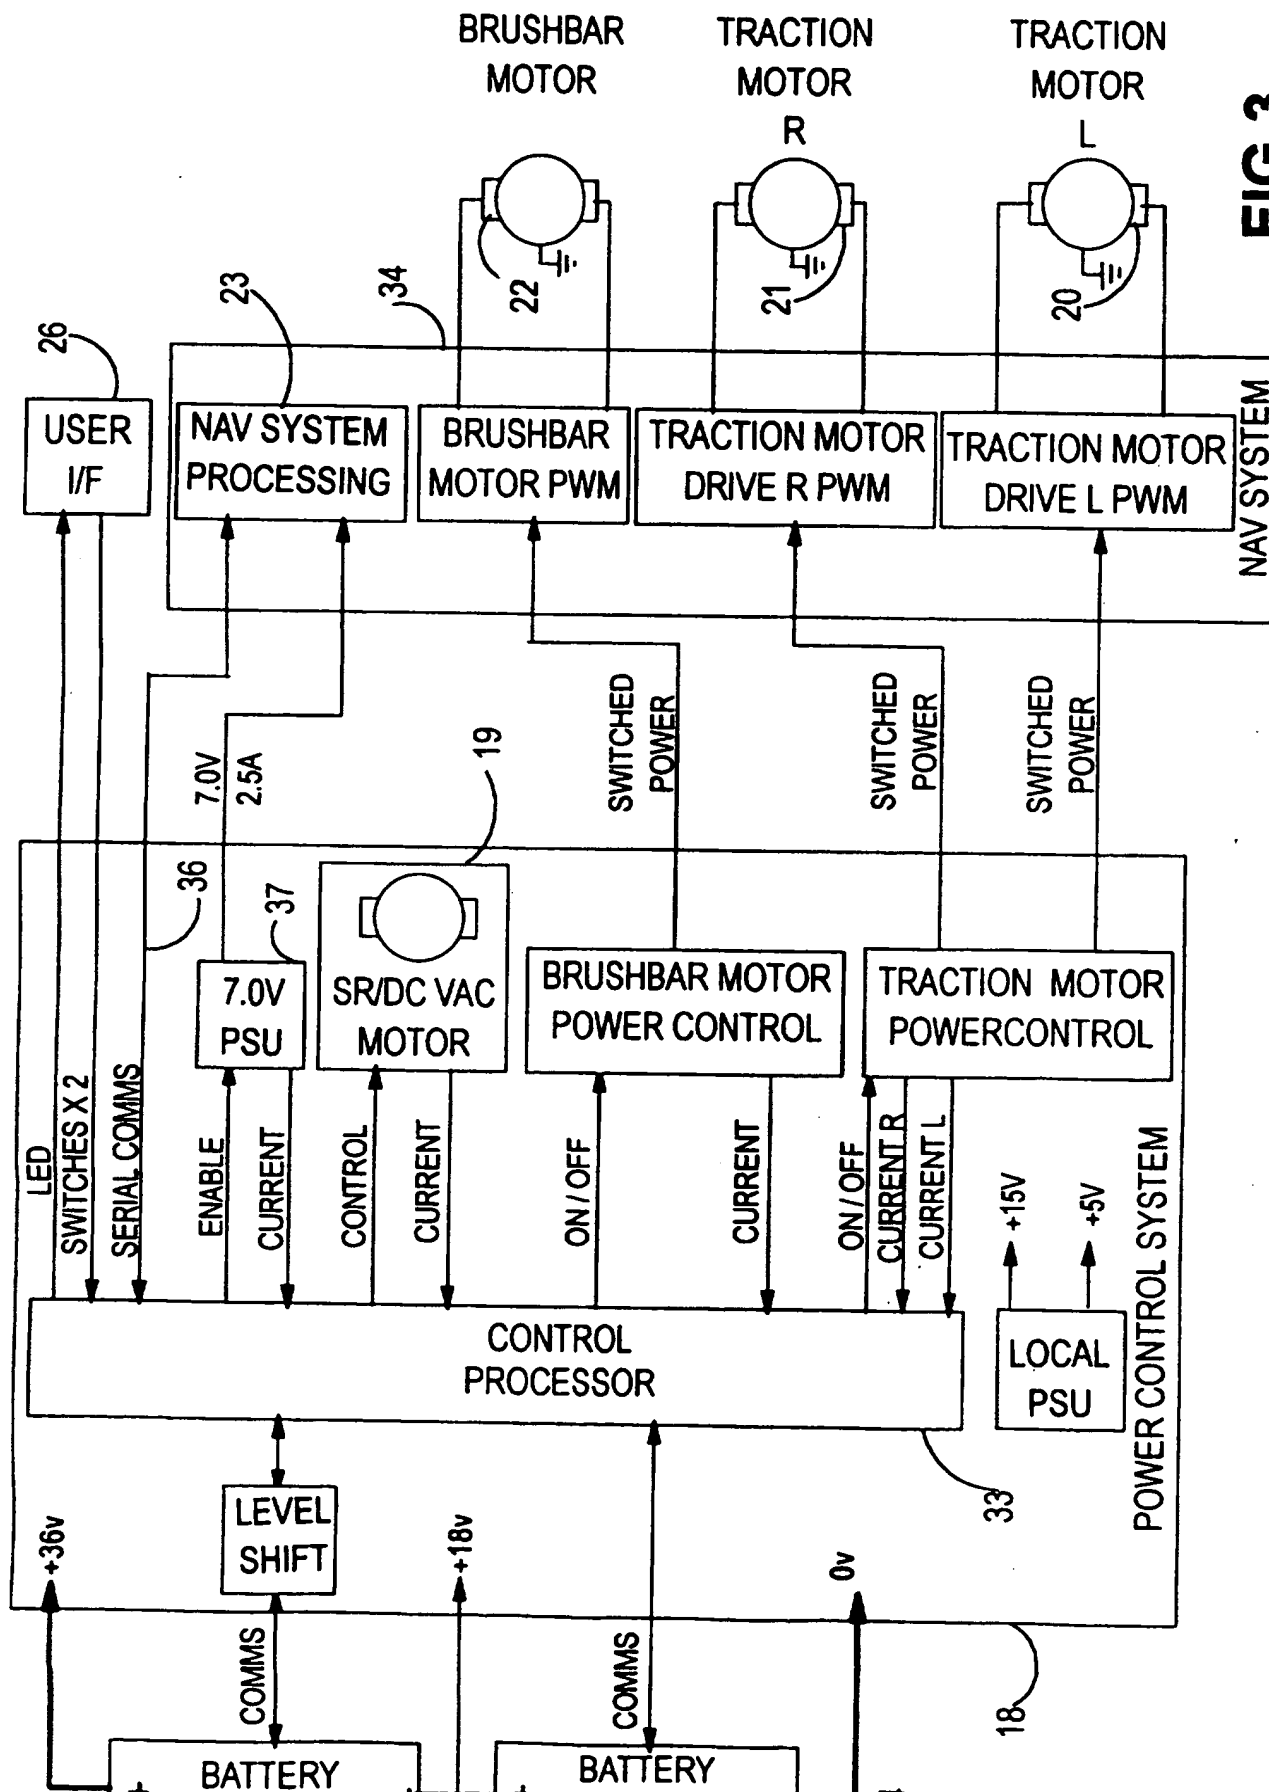 BRUSHBAR
MOTOR
TRACTION
MOTOR
R
TRACTION
MOTOR
L
FIG. 3
26
23
34
22
21
20
USER
I/F
NAV SYSTEM
PROCESSING
BRUSHBAR
MOTOR PWM
TRACTION MOTOR
DRIVE R PWM
TRACTION MOTOR
DRIVE L PWM
NAV SYSTEM
7.0V
2.5A
19
SWITCHED
POWER
SWITCHED
POWER
SWITCHED
POWER
36
37
7.0V
PSU
SR/DC VAC
MOTOR
BRUSHBAR MOTOR
POWER CONTROL
TRACTION MOTOR
POWERCONTROL
LED
SWITCHES X 2
SERIAL COMMS
ENABLE
CURRENT
CONTROL
CURRENT
ON / OFF
CURRENT
ON / OFF
CURRENT R
CURRENT L
+15V
+5V
CONTROL
PROCESSOR
LOCAL
PSU
POWER CONTROL SYSTEM
33
+36v
LEVEL
SHIFT
+18v
0v
COMMS
COMMS
18
BATTERY
BATTERY
+
+